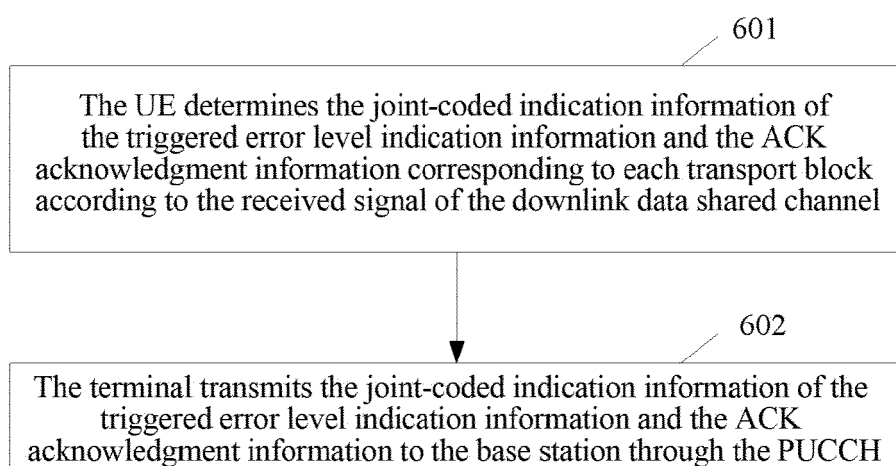 601
The UE determines the joint-coded indication information of
the triggered error level indication information and the ACK
acknowledgment information corresponding to each transport block
according to the received signal of the downlink data shared channel
602
The terminal transmits the joint-coded indication information of the
triggered error level indication information and the ACK
acknowledgment information to the base station through the PUCCH